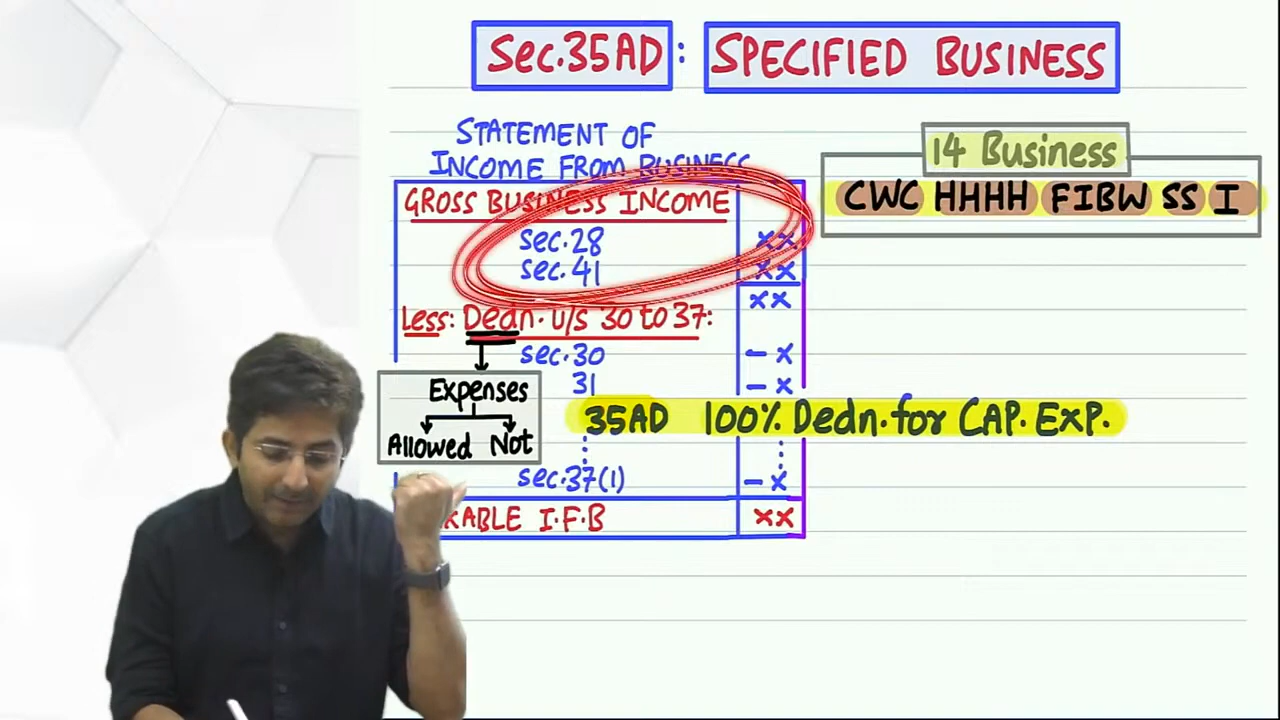 Sec.35AD : SPECIFIED BUSINESS
STATEMENT OF
INCOME FROM BUSINESS
GROSS BUSINESS INCOME
sec.28 xx
sec.41 xx
xx
Less: Dedn. u/s 30 to 37:
sec.30 - x
31 - x
35AD 100% Dedn. for CAP. EXP.
sec.37(1) - x
I.F.B xx
Expenses
Allowed Not
14 Business
CWC HHHH FIBW SS I